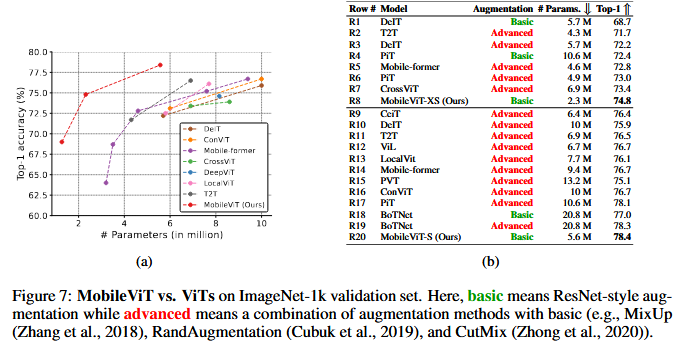 80.0
77.5
75.0
72.5
70.0
67.5
65.0
62.5
60.0
Top-1 accuracy (%)
2 4 6 8 10
# Parameters (in million)
DeIT
ConViT
Mobile-former
CrossViT
DeepViT
LocalViT
T2T
MobileViT (Ours)
(a)
Row # Model Augmentation # Params. ⇓ Top-1 ⇑
R1 DeIT Basic 5.7 M 68.7
R2 T2T Advanced 4.3 M 71.7
R3 DeIT Advanced 5.7 M 72.2
R4 PiT Basic 10.6 M 72.4
R5 Mobile-former Advanced 4.6 M 72.8
R6 PiT Advanced 4.9 M 73.0
R7 CrossViT Advanced 6.9 M 73.4
R8 MobileViT-XS (Ours) Basic 2.3 M 74.8
R9 CeiT Advanced 6.4 M 76.4
R10 DeIT Advanced 10 M 75.9
R11 T2T Advanced 6.9 M 76.5
R12 ViL Advanced 6.7 M 76.7
R13 LocalVit Advanced 7.7 M 76.1
R14 Mobile-former Advanced 9.4 M 76.7
R15 PVT Advanced 13.2 M 75.1
R16 ConViT Advanced 10 M 76.7
R17 PiT Advanced 10.6 M 78.1
R18 BoTNet Basic 20.8 M 77.0
R19 BoTNet Advanced 20.8 M 78.3
R20 MobileViT-S (Ours) Basic 5.6 M 78.4
(b)
Figure 7: MobileViT vs. ViTs on ImageNet-1k validation set. Here, basic means ResNet-style aug-
mentation while advanced means a combination of augmentation methods with basic (e.g., MixUp
(Zhang et al., 2018), RandAugmentation (Cubuk et al., 2019), and CutMix (Zhong et al., 2020)).